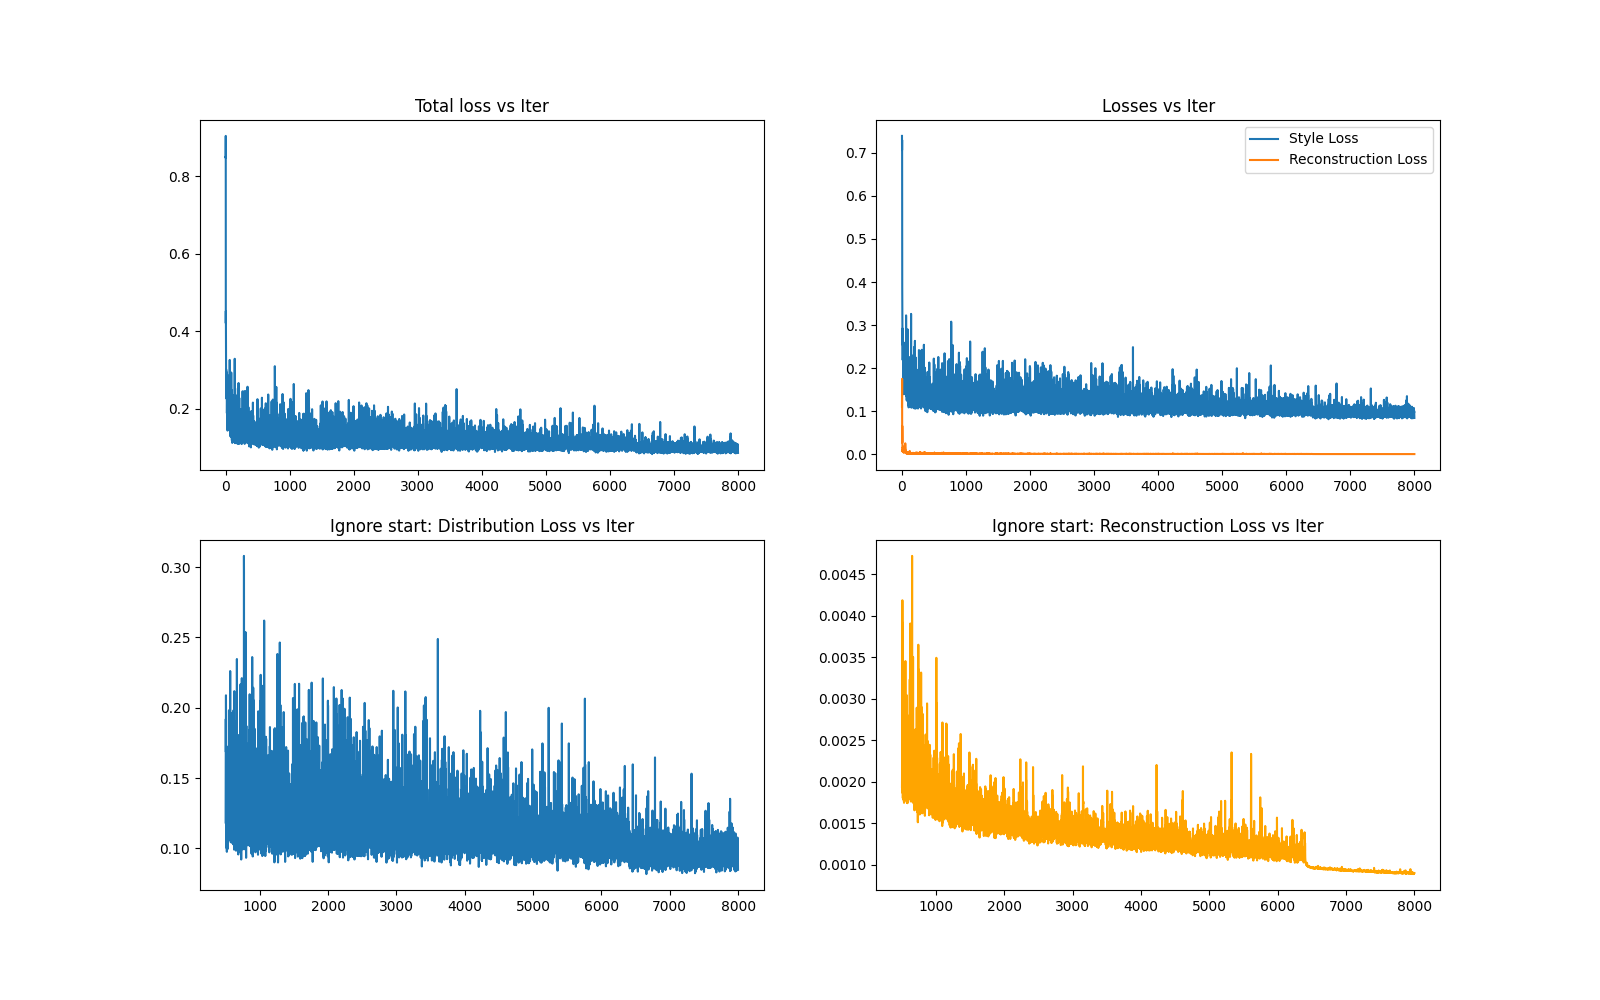 Total loss vs Iter
0.8
0.6
0.4
0.2
0 1000 2000 3000 4000 5000 6000 7000 8000
Losses vs Iter
Style Loss
Reconstruction Loss
0.7
0.6
0.5
0.4
0.3
0.2
0.1
0.0
0 1000 2000 3000 4000 5000 6000 7000 8000
Ignore start: Distribution Loss vs Iter
0.30
0.25
0.20
0.15
0.10
1000 2000 3000 4000 5000 6000 7000 8000
Ignore start: Reconstruction Loss vs Iter
0.0045
0.0040
0.0035
0.0030
0.0025
0.0020
0.0015
0.0010
1000 2000 3000 4000 5000 6000 7000 8000